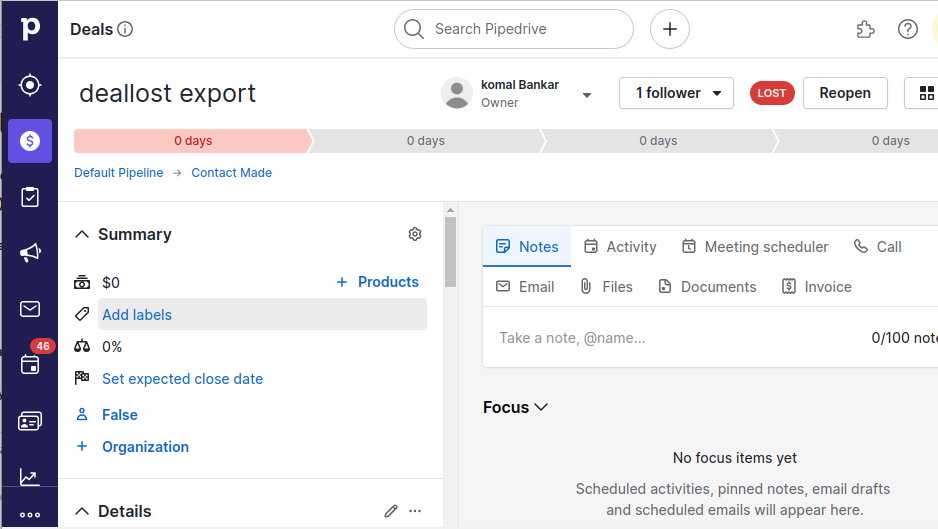 Deals
Search Pipedrive
deallost export
komal Bankar
Owner
1 follower
LOST
Reopen
0 days
0 days
0 days
0 days
Default Pipeline → Contact Made
Summary
$0
+ Products
Add labels
0%
Set expected close date
False
+ Organization
Details
46
Notes
Activity
Meeting scheduler
Call
Email
Files
Documents
Invoice
Take a note, @name...
0/100 note
Focus
No focus items yet
Scheduled activities, pinned notes, email drafts
and scheduled emails will appear here.